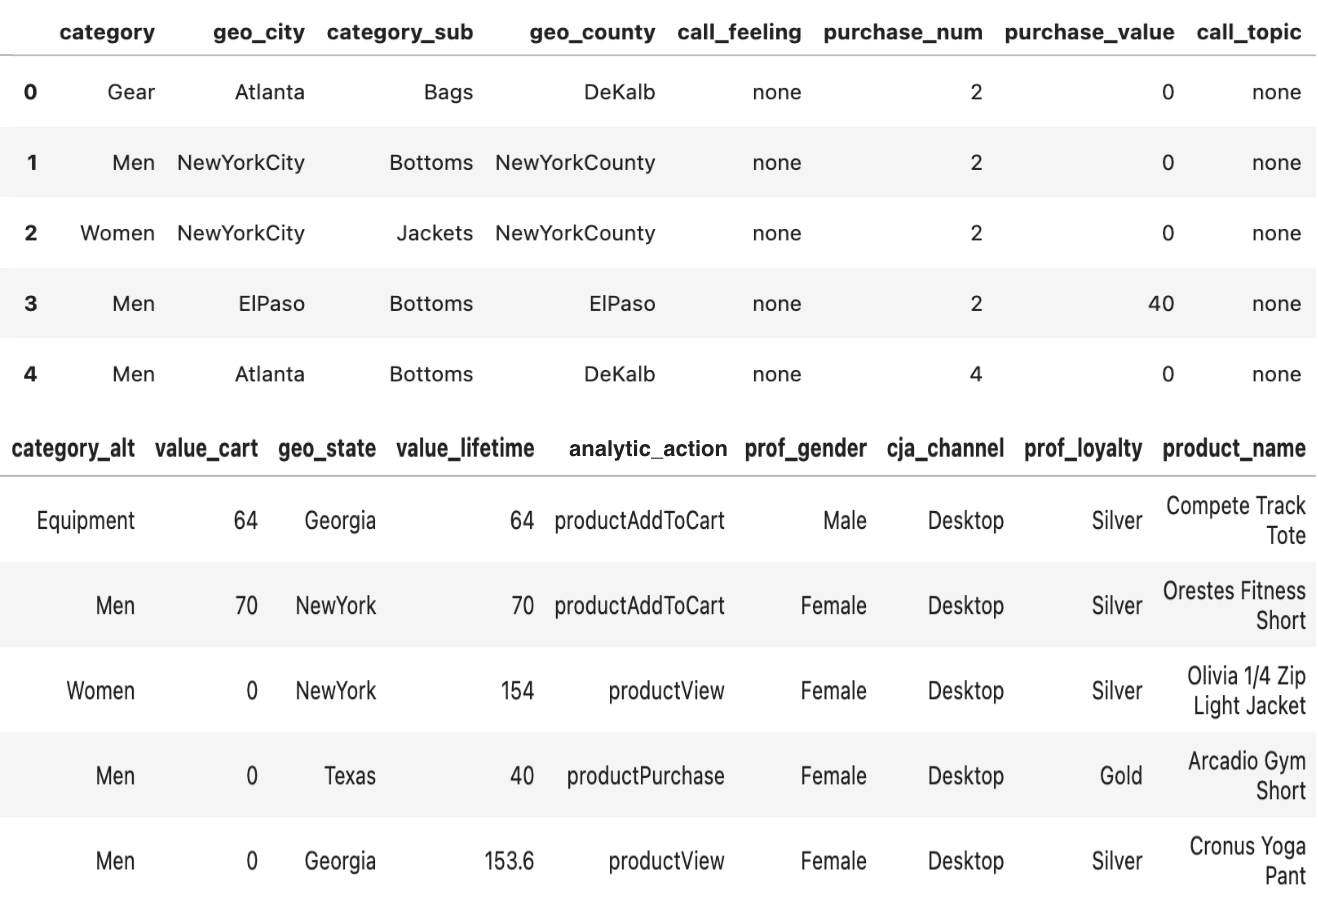 category geo_city category_sub geo_county call_feeling purchase_num purchase_value call_topic
0 Gear Atlanta Bags DeKalb none 2 0 none
1 Men NewYorkCity Bottoms NewYorkCounty none 2 0 none
2 Women NewYorkCity Jackets NewYorkCounty none 2 0 none
3 Men ElPaso Bottoms ElPaso none 2 40 none
4 Men Atlanta Bottoms DeKalb none 4 0 none
category_alt value_cart geo_state value_lifetime analytic_action prof_gender cja_channel prof_loyalty product_name
Equipment 64 Georgia 64 productAddToCart Male Desktop Silver Compete Track
Tote
Men 70 NewYork 70 productAddToCart Female Desktop Silver Orestes Fitness
Short
Women 0 NewYork 154 productView Female Desktop Silver Olivia 1/4 Zip
Light Jacket
Men 0 Texas 40 productPurchase Female Desktop Gold Arcadio Gym
Short
Men 0 Georgia 153.6 productView Female Desktop Silver Cronus Yoga
Pant